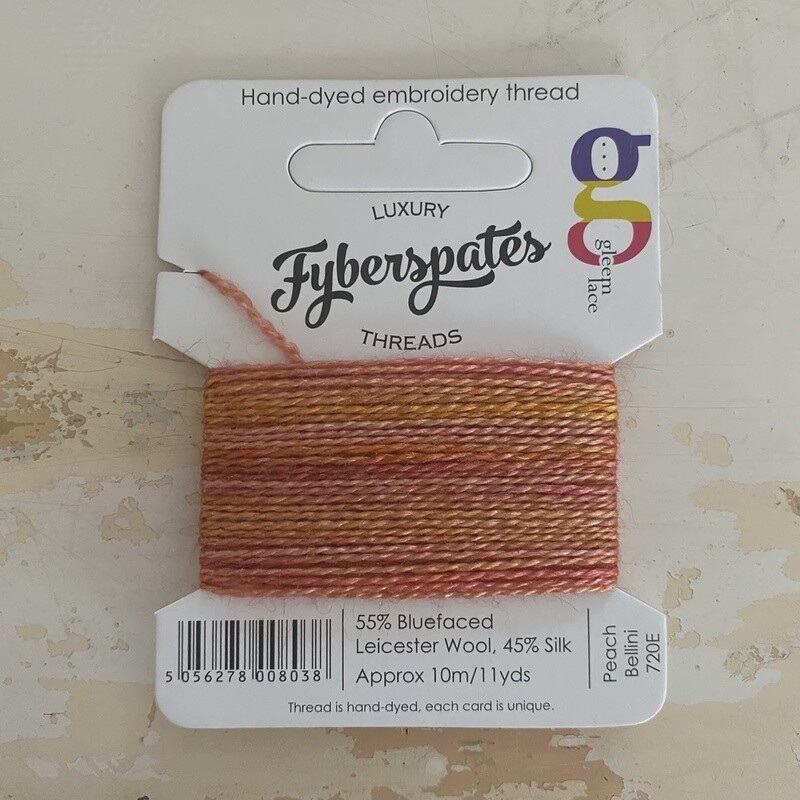 Hand-dyed embroidery thread
g
gleem
lace
LUXURY
Fyberspates
THREADS
5 056278 008038
55% Bluefaced
Leicester Wool, 45% Silk
Approx 10m/11yds
Peach
Bellini
720E
Thread is hand-dyed, each card is unique.